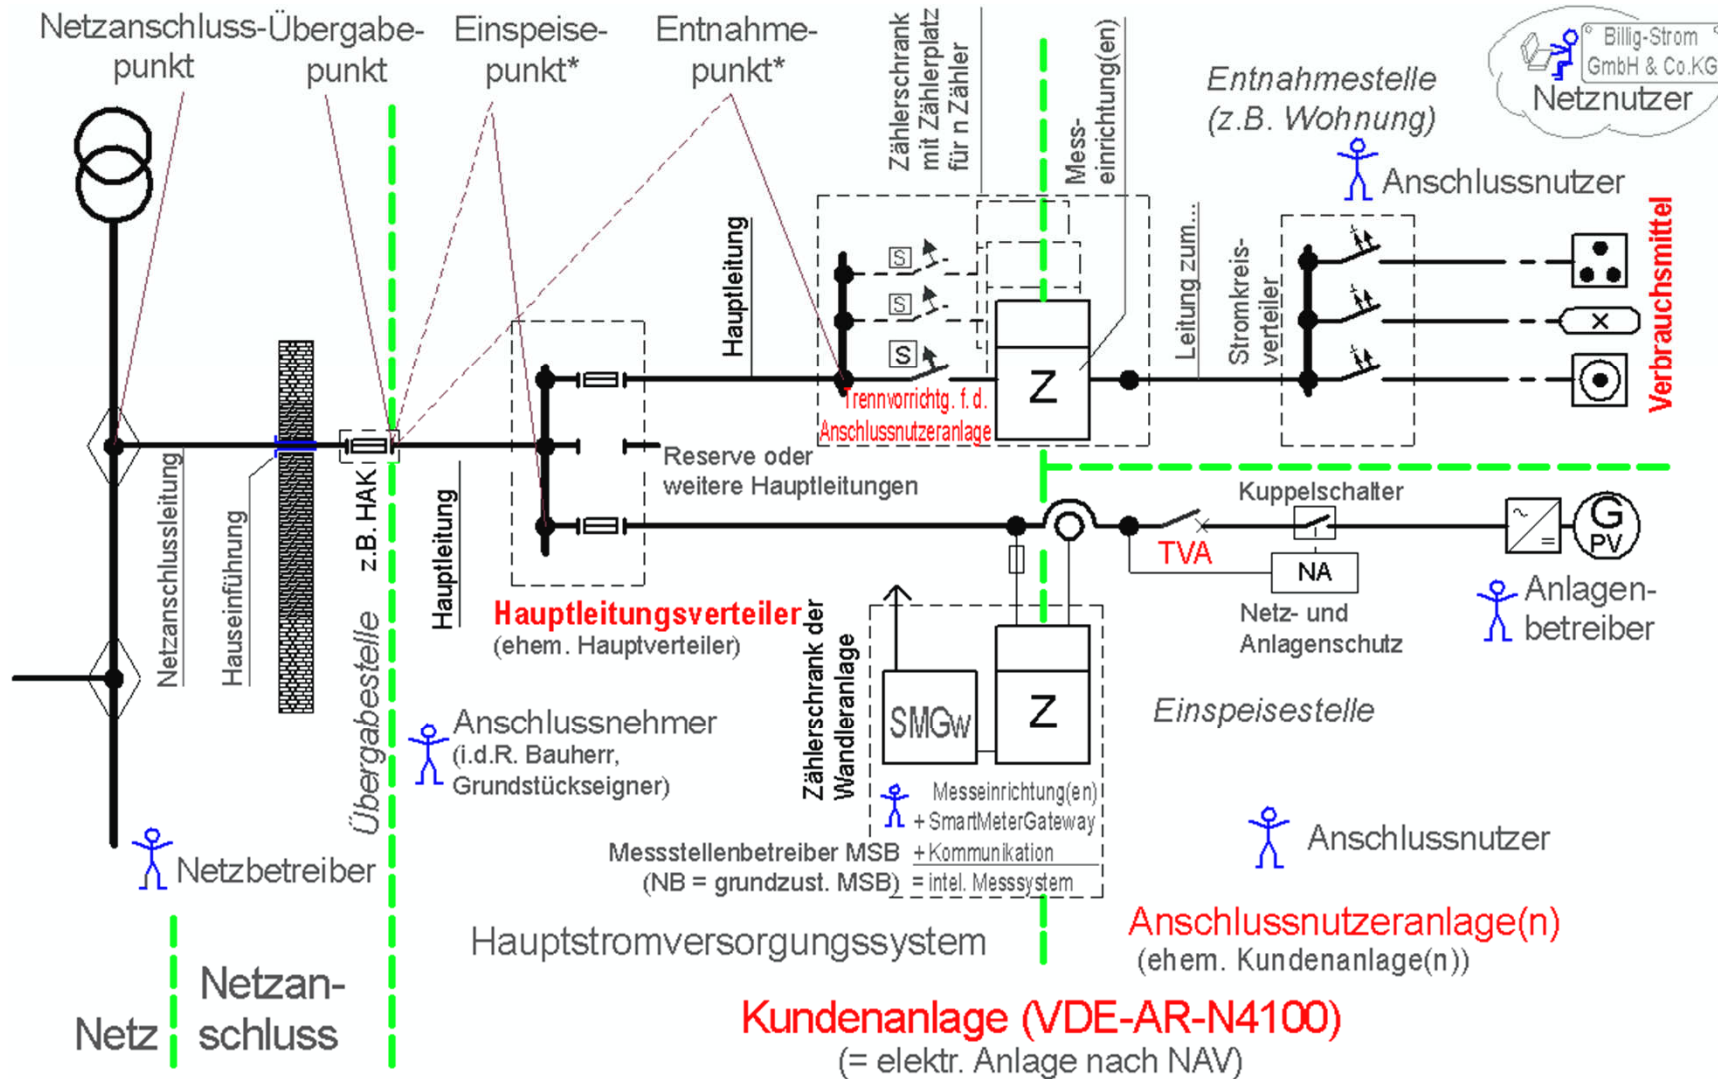 Netzanschluss-
punkt
Übergabe-
punkt
Einspeise-
punkt*
Entnahme-
punkt*
Zählerschrank
mit Zählerplatz
für n Zähler
Mess-
einrichtung(en)
Entnahmestelle
(z.B. Wohnung)
Billig-Strom
GmbH & Co.KG
Netznutzer
Anschlussnutzer
Hauptleitung
S
S
S
Z
Trennvorrichtg. f. d.
Anschlussnutzeranlage
Leitung zum...
Stromkreis-
verteiler
Verbrauchsmittel
Netzanschlussleitung
Hauseinführung
z.B. HAK
Übergabestelle
Hauptleitung
Reserve oder
weitere Hauptleitungen
Kuppelschalter
TVA
NA
Netz- und
Anlagenschutz
~
=
G
PV
Anlagen-
betreiber
Hauptleitungsverteiler
(ehem. Hauptverteiler)
Zählerschrank der
Wandleranlage
SMGw
Z
Einspeisestelle
Anschlussnehmer
(i.d.R. Bauherr,
Grundstückseigner)
Messeinrichtung(en)
+ SmartMeterGateway
Messstellenbetreiber MSB + Kommunikation
(NB = grundzust. MSB) = intel. Messsystem
Anschlussnutzer
Netzbetreiber
Hauptstromversorgungssystem
Anschlussnutzeranlage(n)
(ehem. Kundenanlage(n))
Netz
Netzan-
schluss
Kundenanlage (VDE-AR-N4100)
(= elektr. Anlage nach NAV)